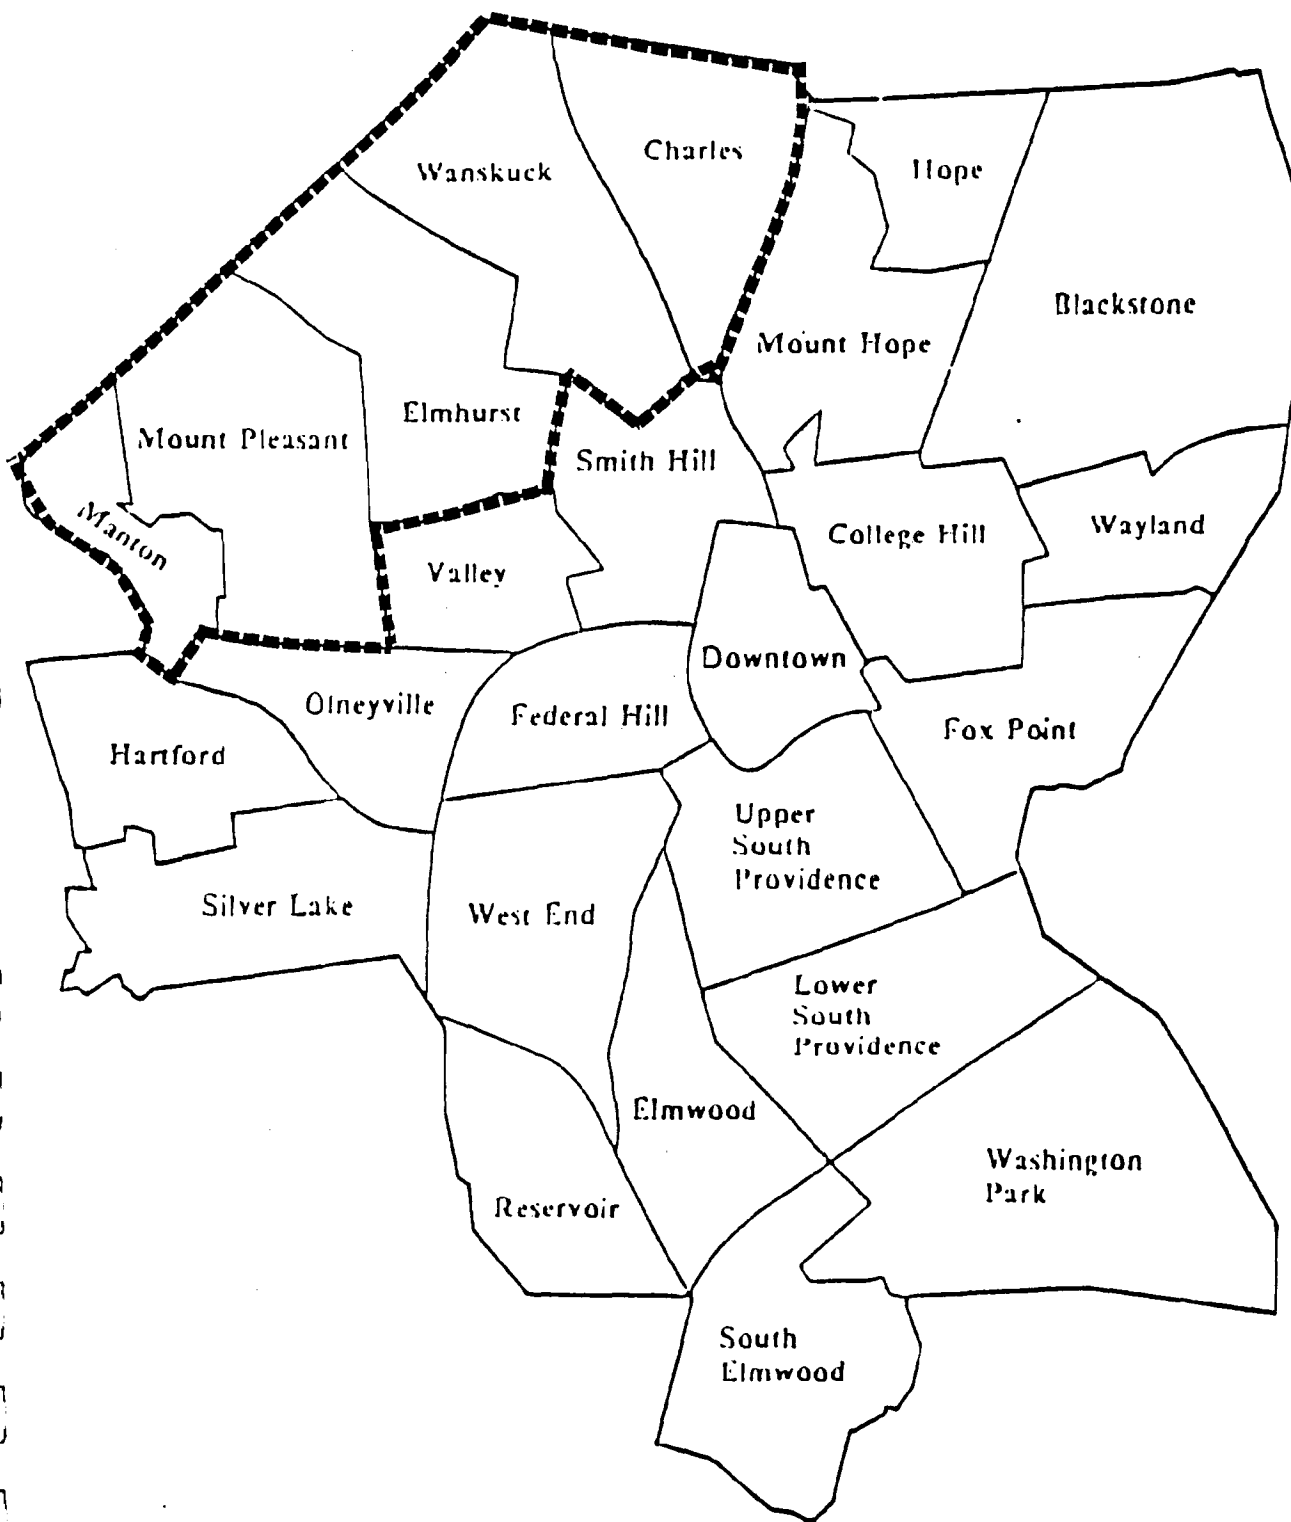 Charles
Wanskuck
Hope
Blackstone
Mount Hope
Elmhurst
Mount Pleasant
Smith Hill
Manton
Wayland
College Hill
Valley
Downtown
Olneyville
Federal Hill
Fox Point
Hartford
Upper
South
Providence
Silver Lake
West End
Lower
South
Providence
Elmwood
Washington
Park
Reservoir
South
Elmwood